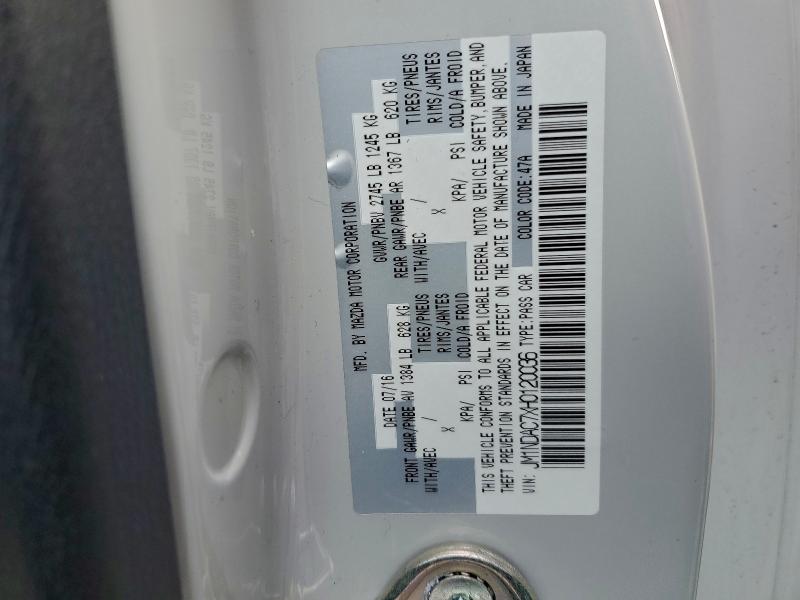 MFD. BY MAZDA MOTOR CORPORATION
DATE 07/16 GVWR/PNBV 2745 LB 1245 KG
FRONT GAWR/PNBE AV 1384 LB 628 KG REAR GAWR/PNBE AR 1367 LB 620 KG
WITH/AVEC / TIRES/PNEUS WITH/AVEC / TIRES/PNEUS
X RIMS/JANTES X RIMS/JANTES
KPA/ PSI COLD/A FROID KPA/ PSI COLD/A FROID
THIS VEHICLE CONFORMS TO ALL APPLICABLE FEDERAL MOTOR VEHICLE SAFETY, BUMPER, AND
THEFT PREVENTION STANDARDS IN EFFECT ON THE DATE OF MANUFACTURE SHOWN ABOVE.
VIN: JM1NDAC7XH0120036 TYPE:PASS CAR COLOR CODE:47A MADE IN JAPAN